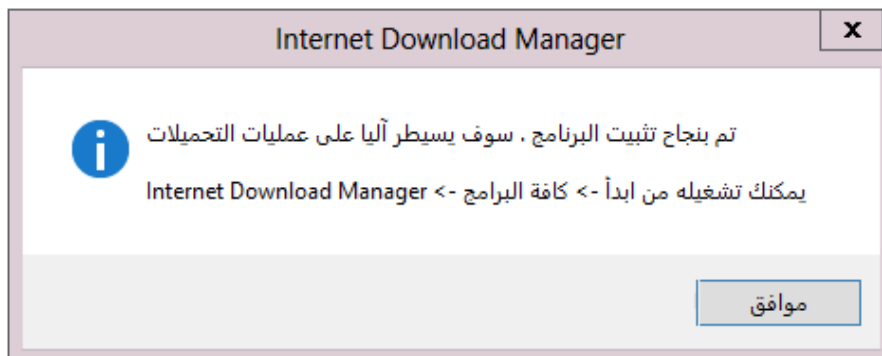 Internet Download Manager
x
تم بنجاح تثبيت البرنامج . سوف يسيطر آليا على عمليات التحميلات
يمكنك تشغيله من ابدأ -> كافة البرامج -> Internet Download Manager
موافق